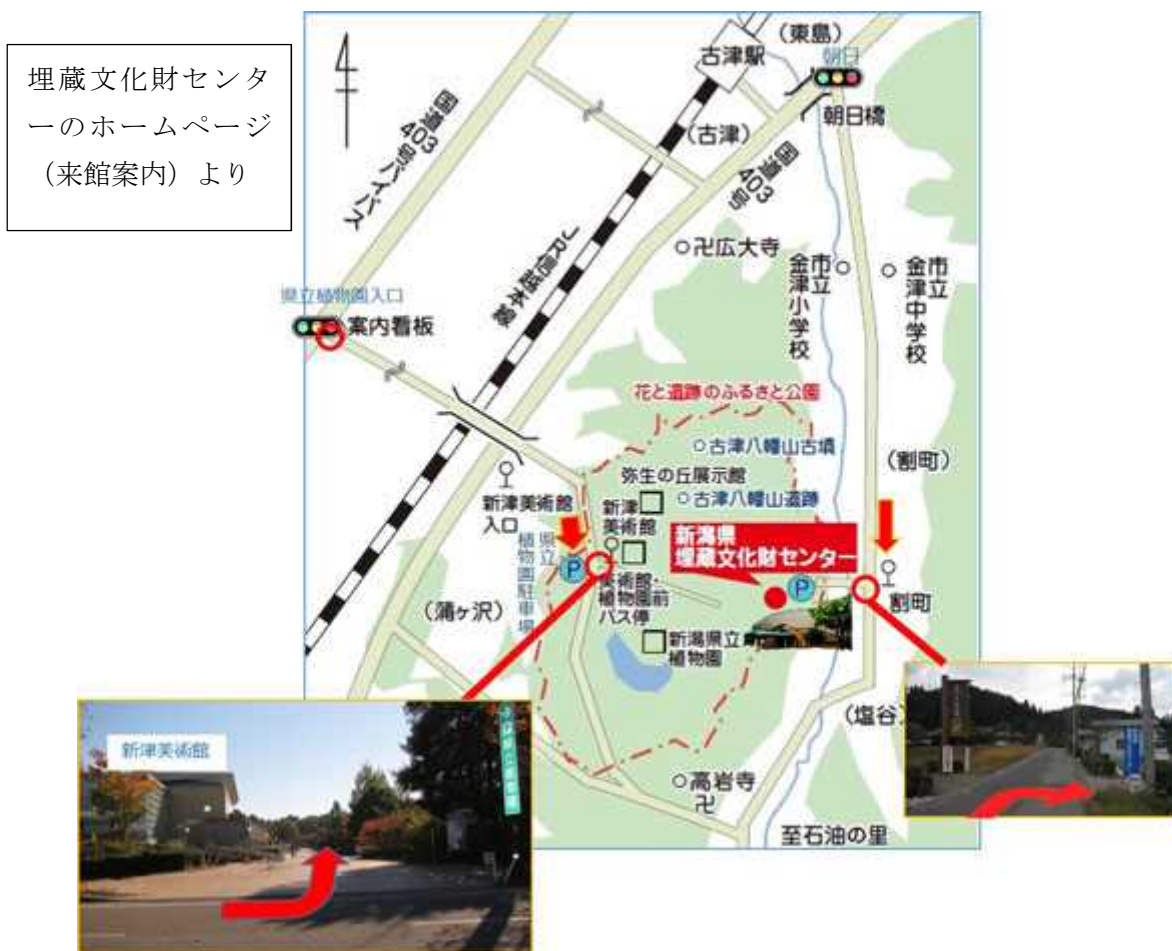 埋蔵文化財センタ
ーのホームページ
（来館案内）より
古津駅
（東島）
朝日
朝日橋
（古津）
国道
403
号バイパス
国道
403
号
JR信越本線
卍広大寺
市立
金津小学校
市立
金津中学校
県立植物園入口
案内看板
花と遺跡のふるさと公園
古津八幡山古墳
弥生の丘展示館
古津八幡山遺跡
（割町）
新津美術館
入口
新津
美術館
新潟県
埋蔵文化財センター
県立
植物園駐車場
P
P
美術館・
植物園前
バス停
割町
（蒲ヶ沢）
新潟県立
植物園
（塩谷）
高岩寺
卍
至石油の里
新津美術館